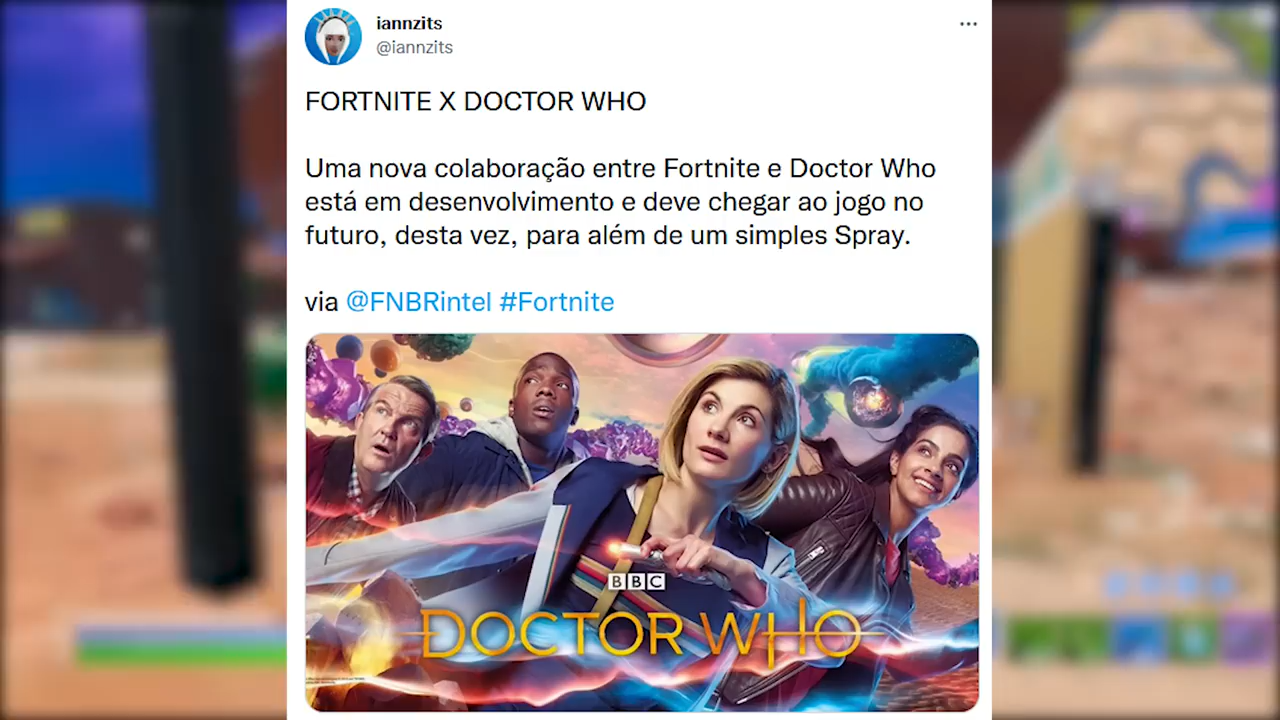 iannzits
@iannzits
FORTNITE X DOCTOR WHO
Uma nova colaboração entre Fortnite e Doctor Who
está em desenvolvimento e deve chegar ao jogo no
futuro, desta vez, para além de um simples Spray.
via @FNBRintel #Fortnite
BBC
DOCTOR WHO